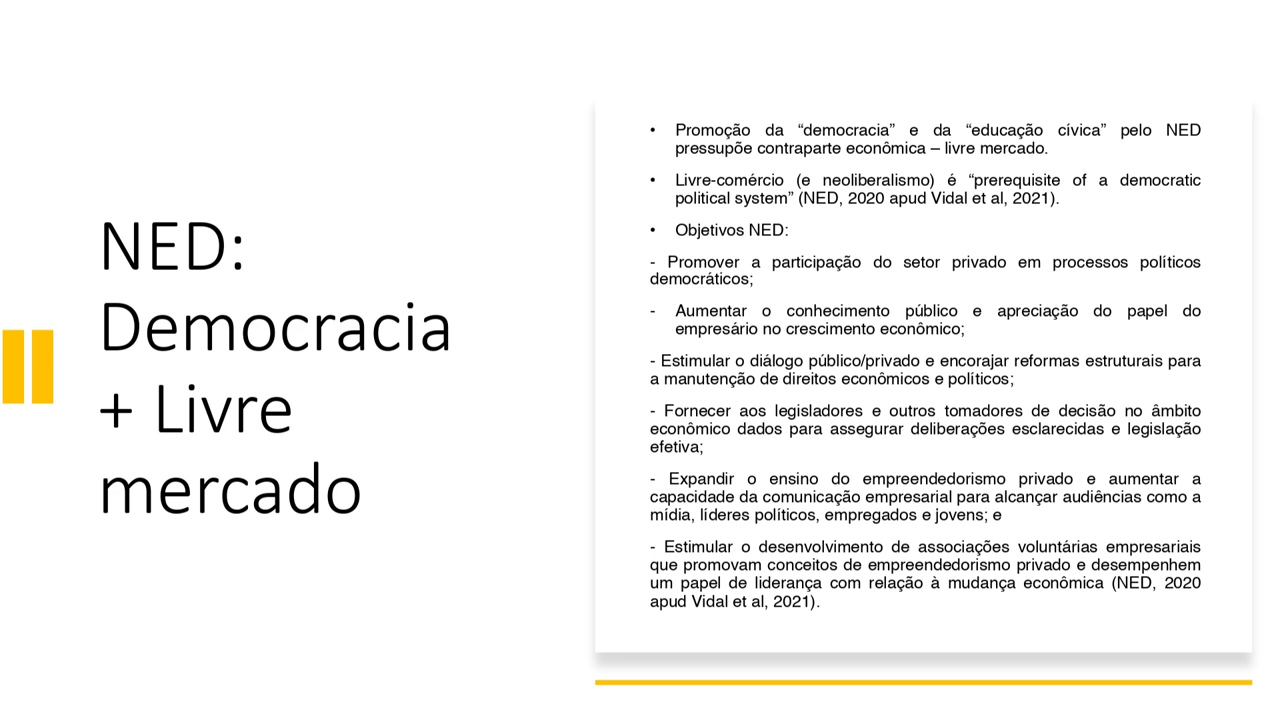 NED:
Democracia
+ Livre
mercado
• Promoção da “democracia” e da “educação cívica” pelo NED
pressupõe contraparte econômica – livre mercado.
• Livre-comércio (e neoliberalismo) é “prerequisite of a democratic
political system” (NED, 2020 apud Vidal et al, 2021).
• Objetivos NED:
- Promover a participação do setor privado em processos políticos
democráticos;
- Aumentar o conhecimento público e apreciação do papel do
empresário no crescimento econômico;
- Estimular o diálogo público/privado e encorajar reformas estruturais para
a manutenção de direitos econômicos e políticos;
- Fornecer aos legisladores e outros tomadores de decisão no âmbito
econômico dados para assegurar deliberações esclarecidas e legislação
efetiva;
- Expandir o ensino do empreendedorismo privado e aumentar a
capacidade da comunicação empresarial para alcançar audiências como a
mídia, líderes políticos, empregados e jovens; e
- Estimular o desenvolvimento de associações voluntárias empresariais
que promovam conceitos de empreendedorismo privado e desempenhem
um papel de liderança com relação à mudança econômica (NED, 2020
apud Vidal et al, 2021).